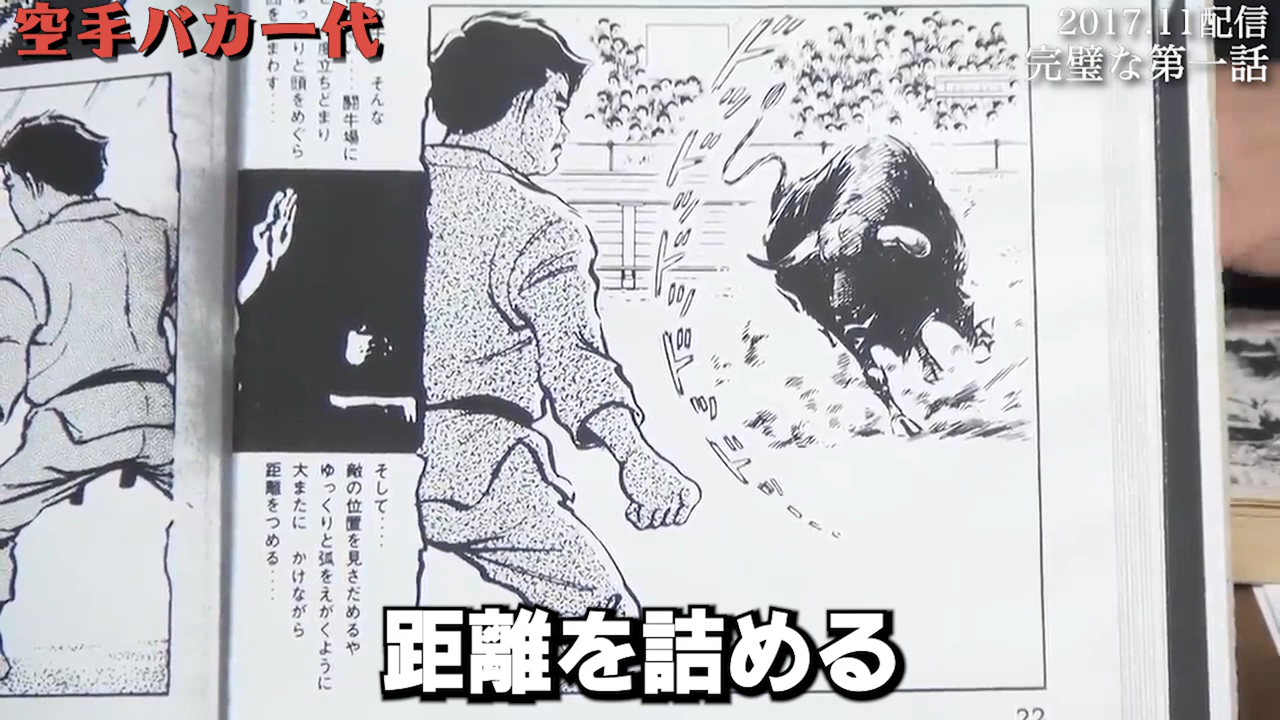 空手バカ一代
2017.11配信
完璧な第一話
そんな
闘牛場に
度立ちどまり
ゆっくりと頭をめぐら
まわす・・・
ドドドドドドドド
そして・・・・
敵の位置を見さだめるや
ゆっくりと弧をえがくように
大またに かけながら
距離をつめる・・・・
距離を詰める
22